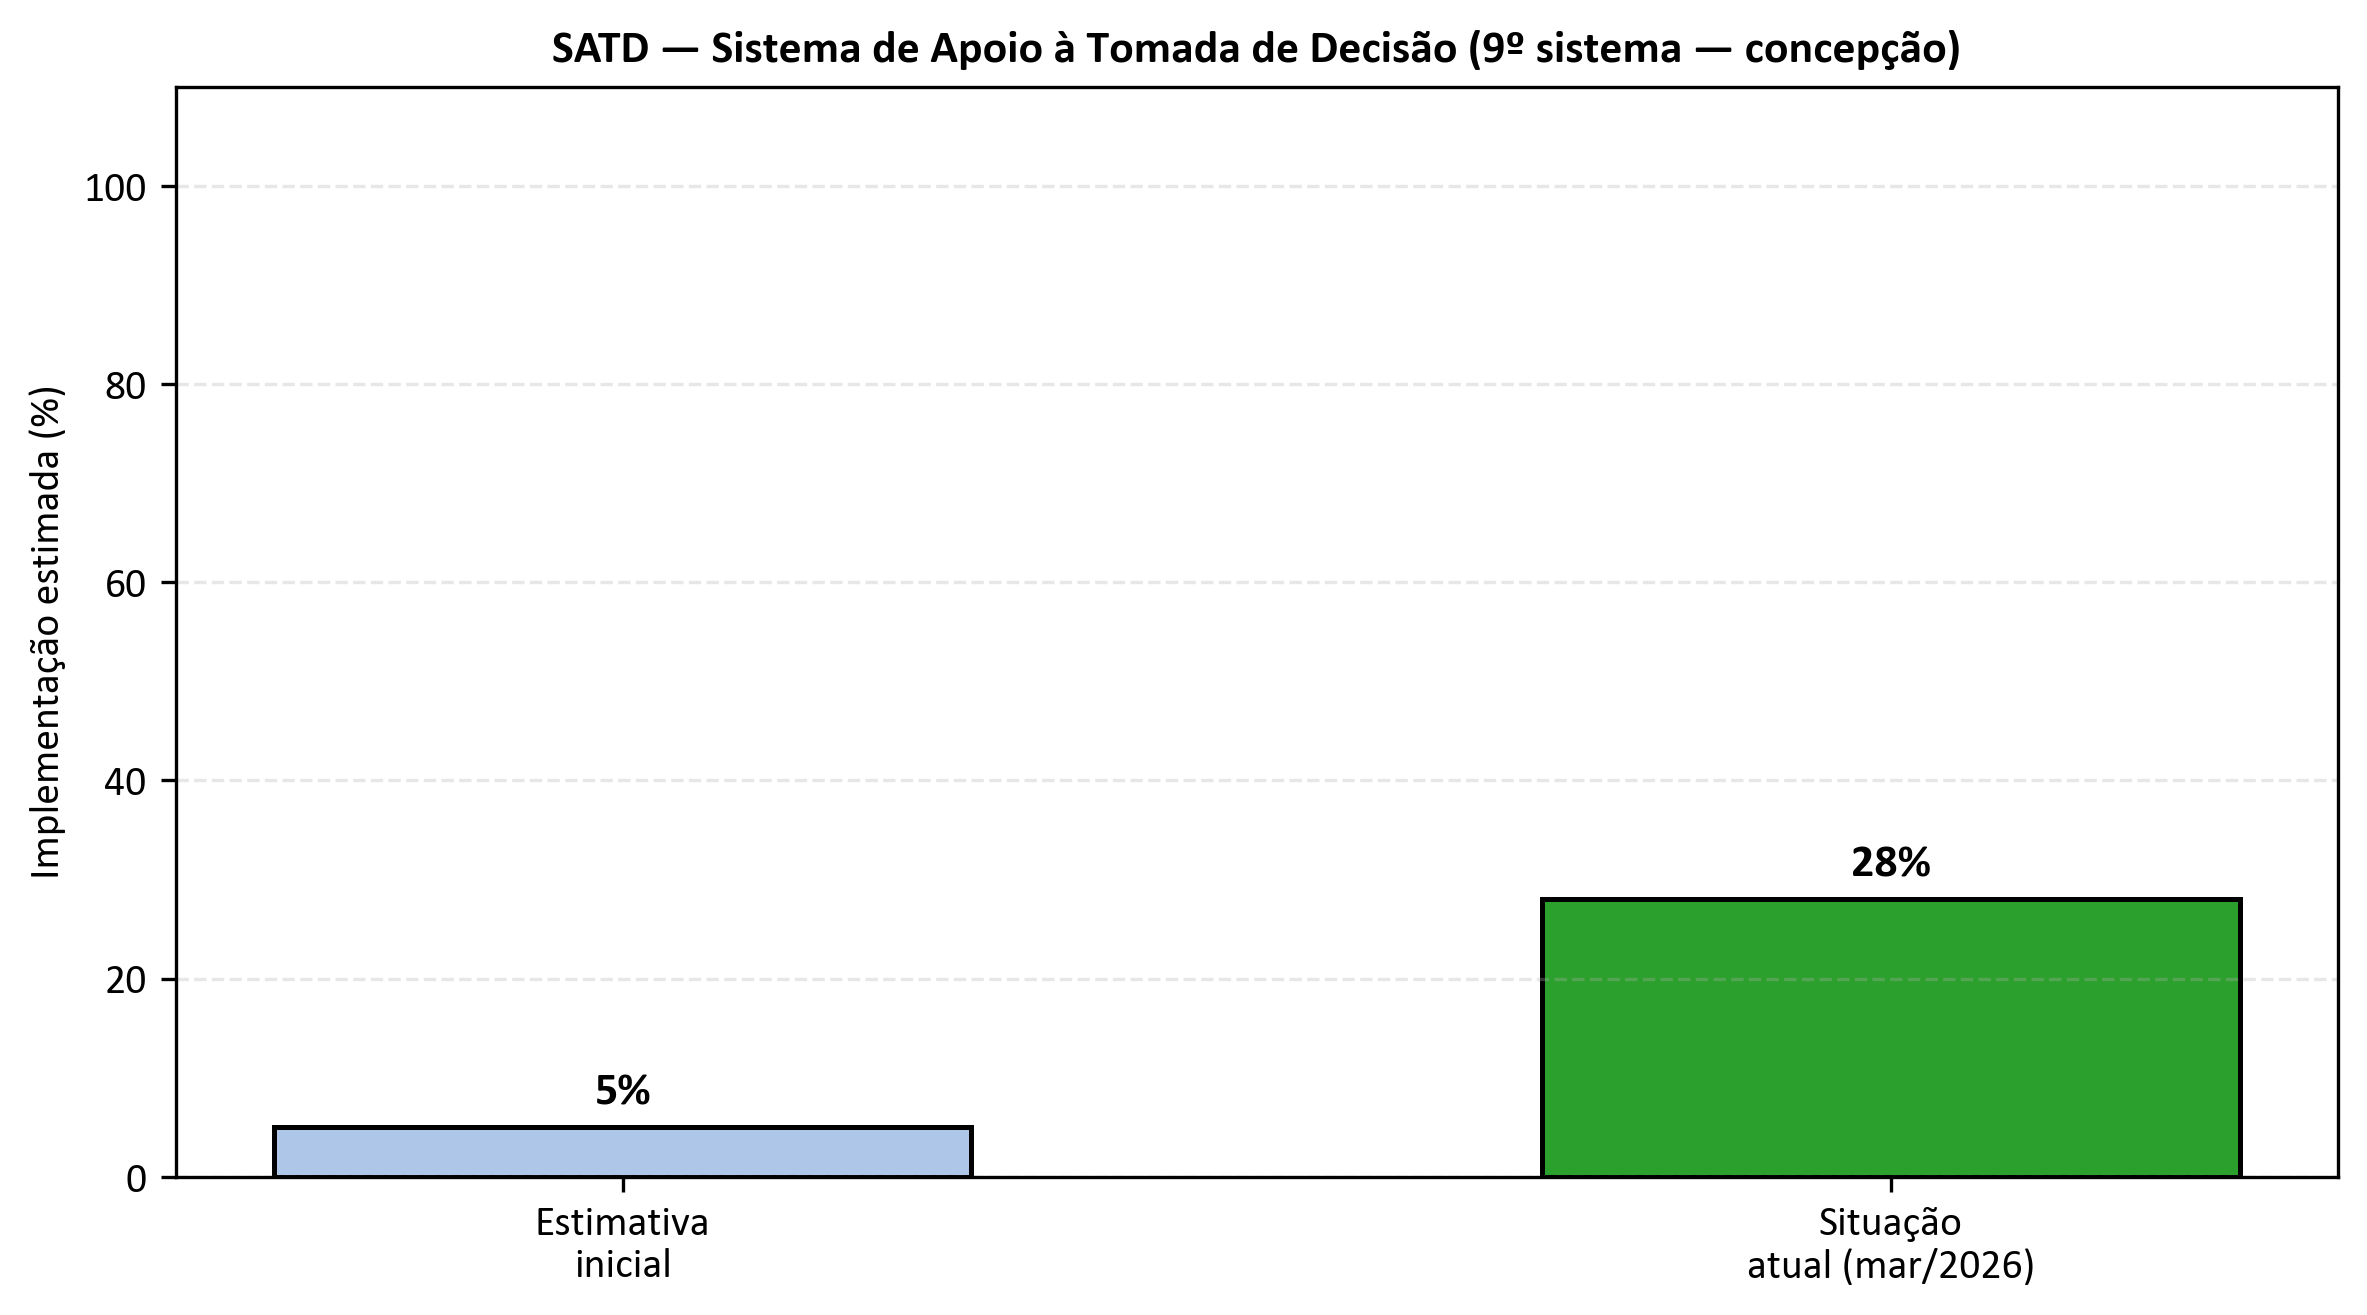 SATD — Sistema de Apoio à Tomada de Decisão (9º sistema — concepção)
Implementação estimada (%)
100
80
60
40
20
0
5%
28%
Estimativa
inicial
Situação
atual (mar/2026)